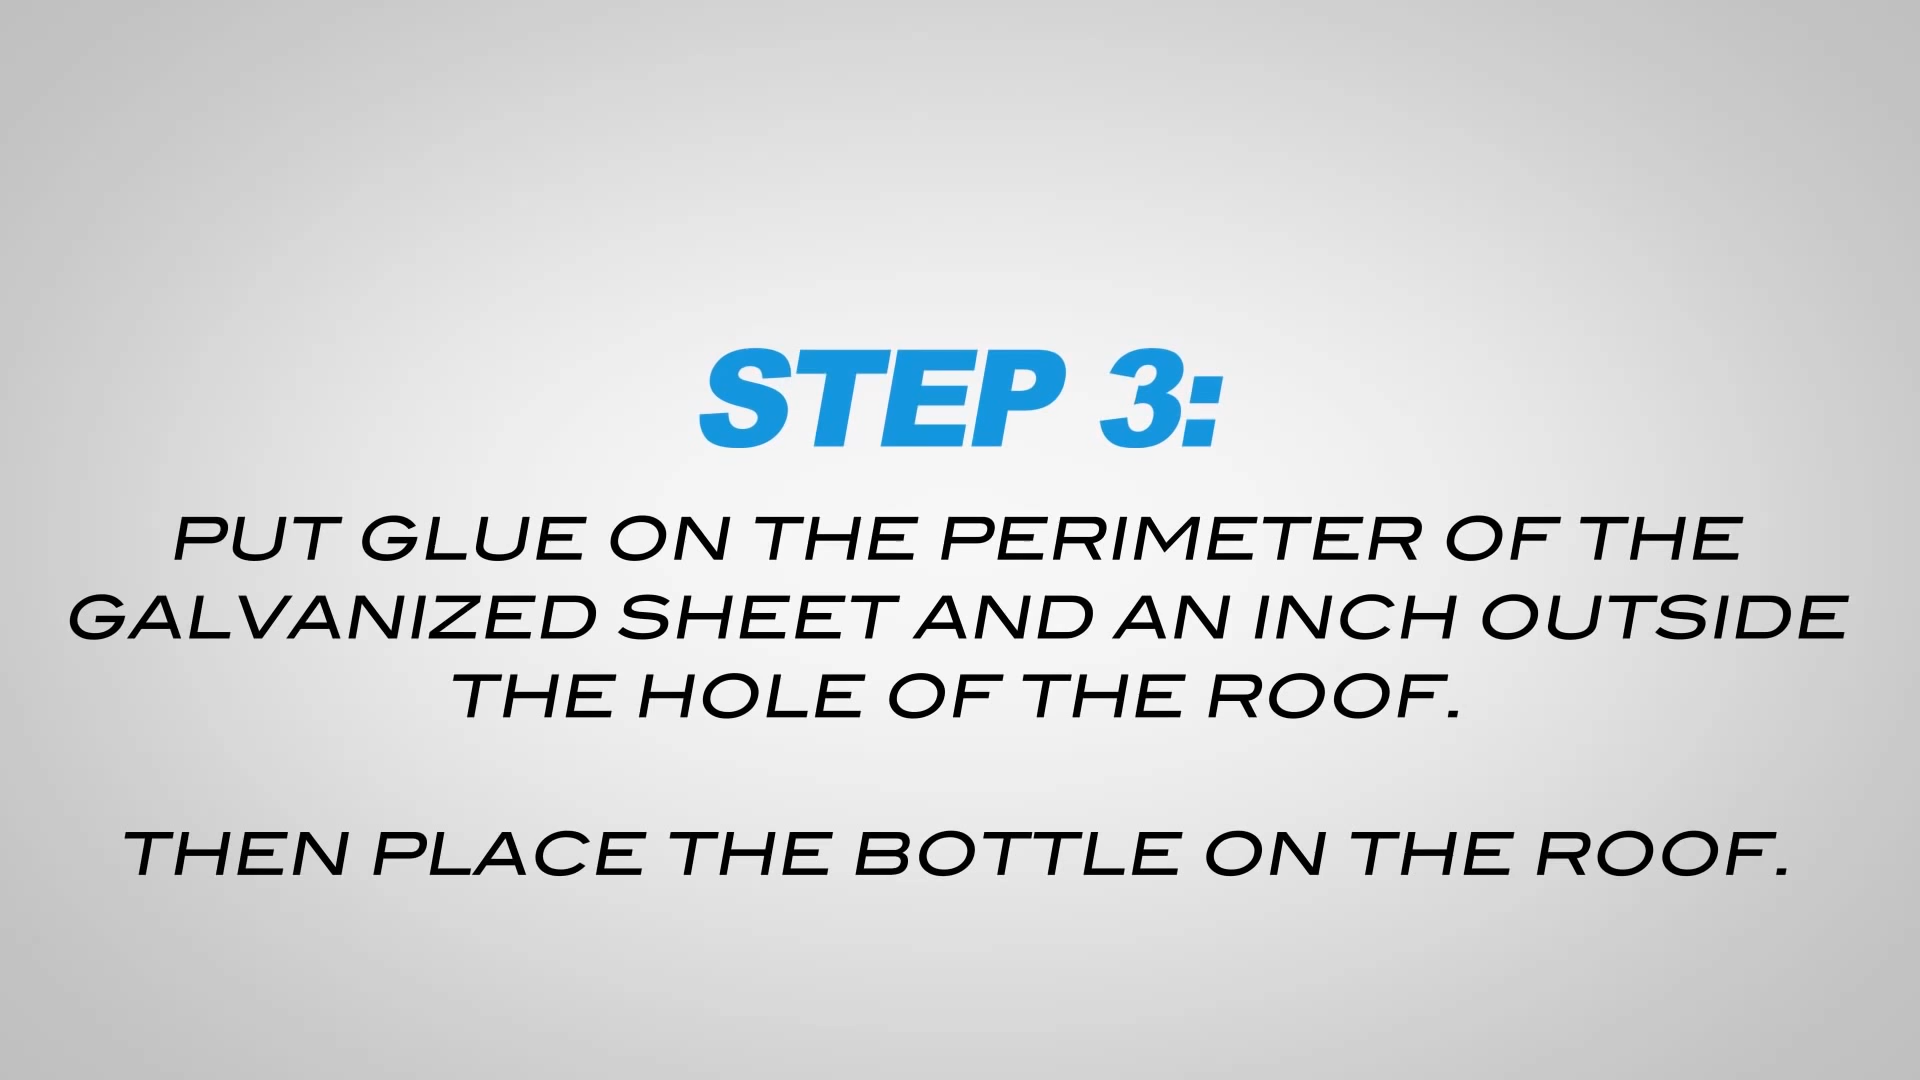 STEP 3:
PUT GLUE ON THE PERIMETER OF THE
GALVANIZED SHEET AND AN INCH OUTSIDE
THE HOLE OF THE ROOF.
THEN PLACE THE BOTTLE ON THE ROOF.